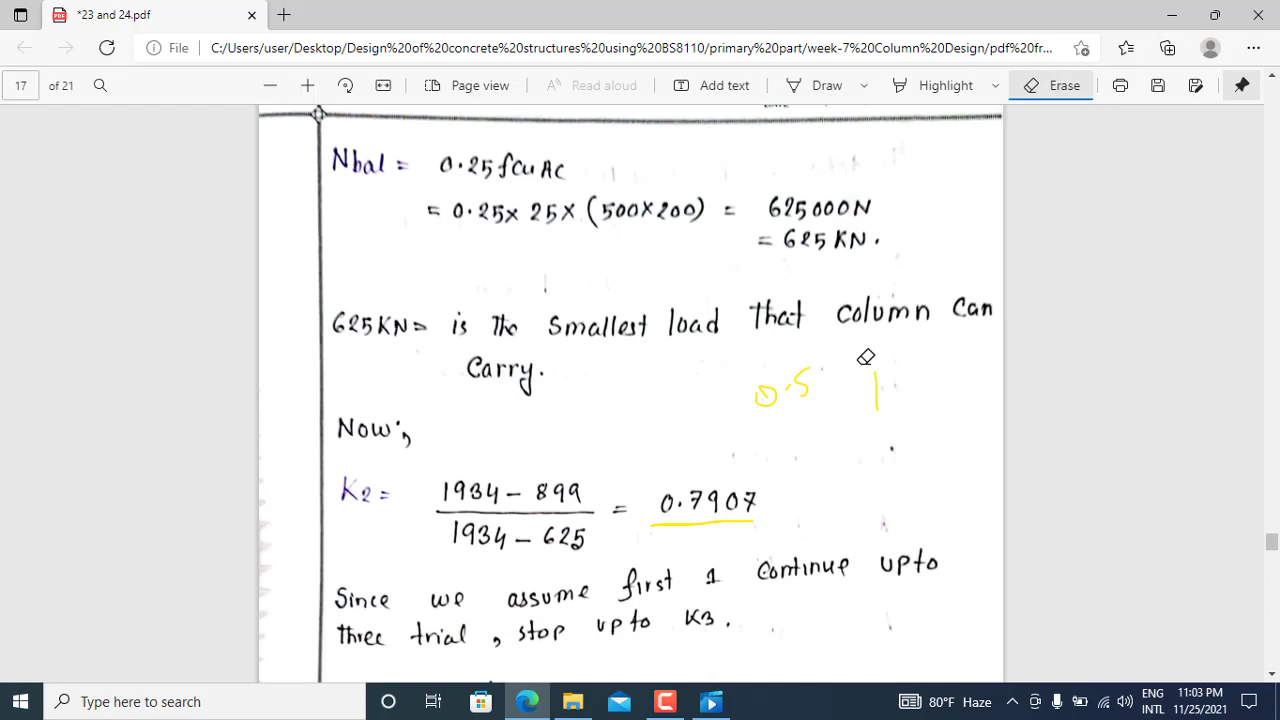 *23 and 24.pdf
File
C:/Users/user/Desktop/Design%20of%20concrete%20structures%20using%20BS8110/primary%20part/week-7%20Column%20Design/pdf%20fr...
17 of 21
Page view
Read aloud
Add text
Draw
Highlight
Erase
Nbal = 0.25 fcu Ac
= 0.25 x 25 x (500x200) = 625000N
= 625 KN.
625KN= is The Smallest load That column Can
Carry.
0.5 1
Now;,
K2 = 1934 - 899 / 1934 - 625 = 0.7907
Since we assume first 1 continue upto
three trial, stop upto K3.
Type here to search
80°F Haze
ENG
INTL
1:03 PM
11/25/2021